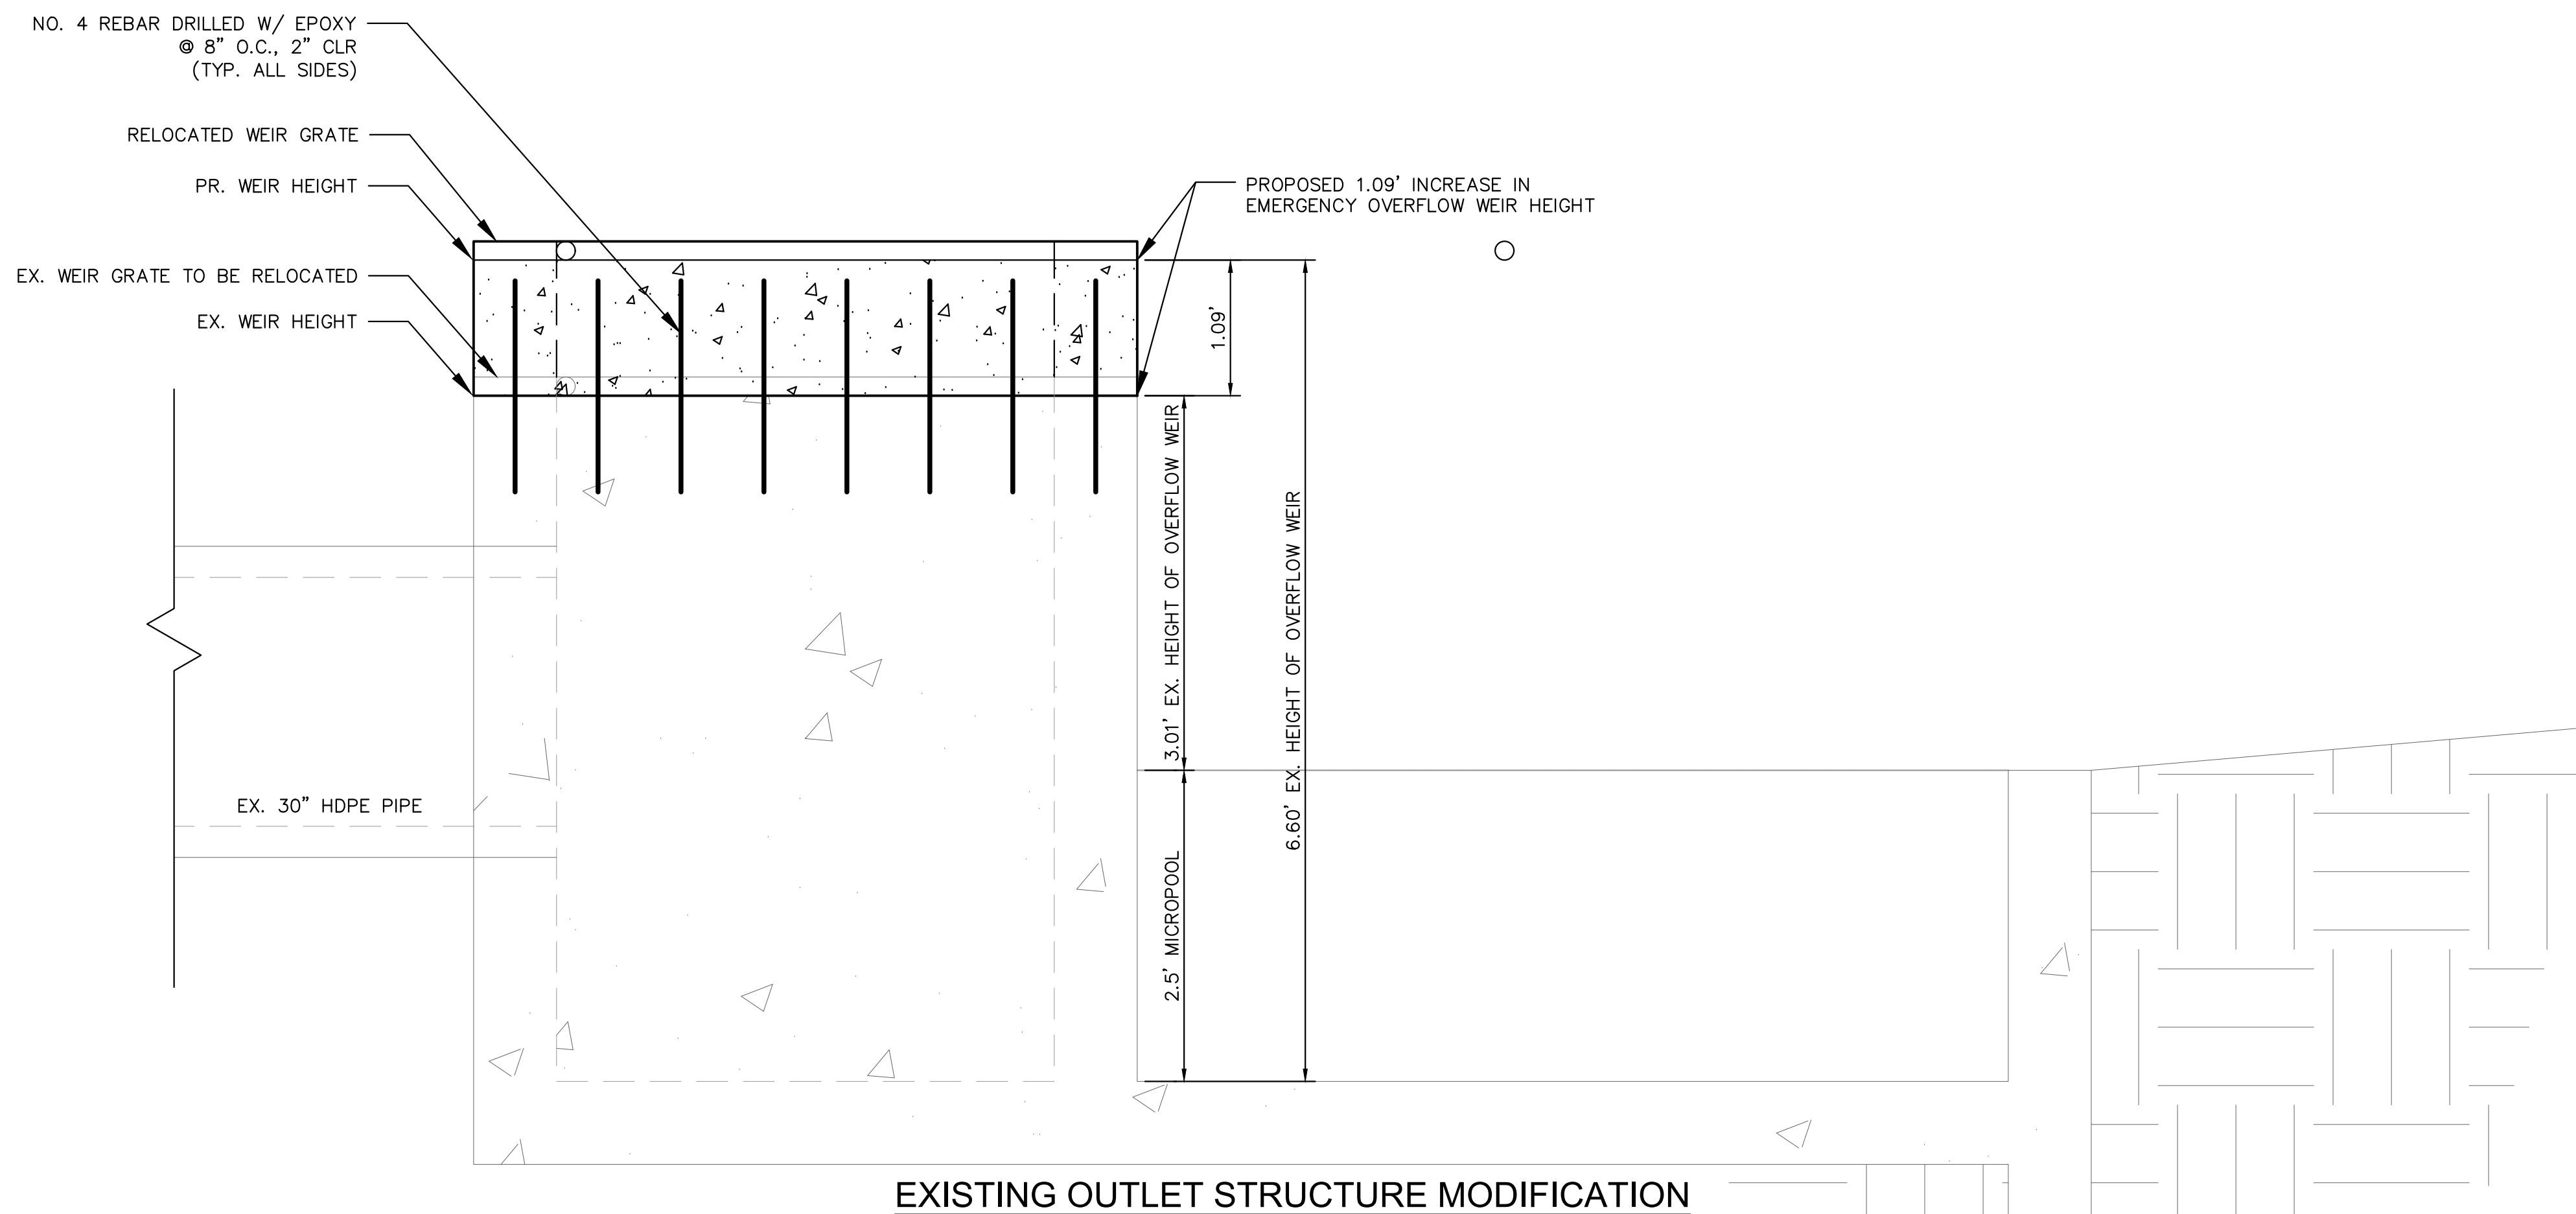 NO. 4 REBAR DRILLED W/ EPOXY
@ 8" O.C., 2" CLR
(TYP. ALL SIDES)
RELOCATED WEIR GRATE
PR. WEIR HEIGHT
EX. WEIR GRATE TO BE RELOCATED
EX. WEIR HEIGHT
PROPOSED 1.09' INCREASE IN
EMERGENCY OVERFLOW WEIR HEIGHT
1.09'
3.01' EX. HEIGHT OF OVERFLOW WEIR
6.60' EX. HEIGHT OF OVERFLOW WEIR
2.5' MICROPOOL
EX. 30" HDPE PIPE
EXISTING OUTLET STRUCTURE MODIFICATION